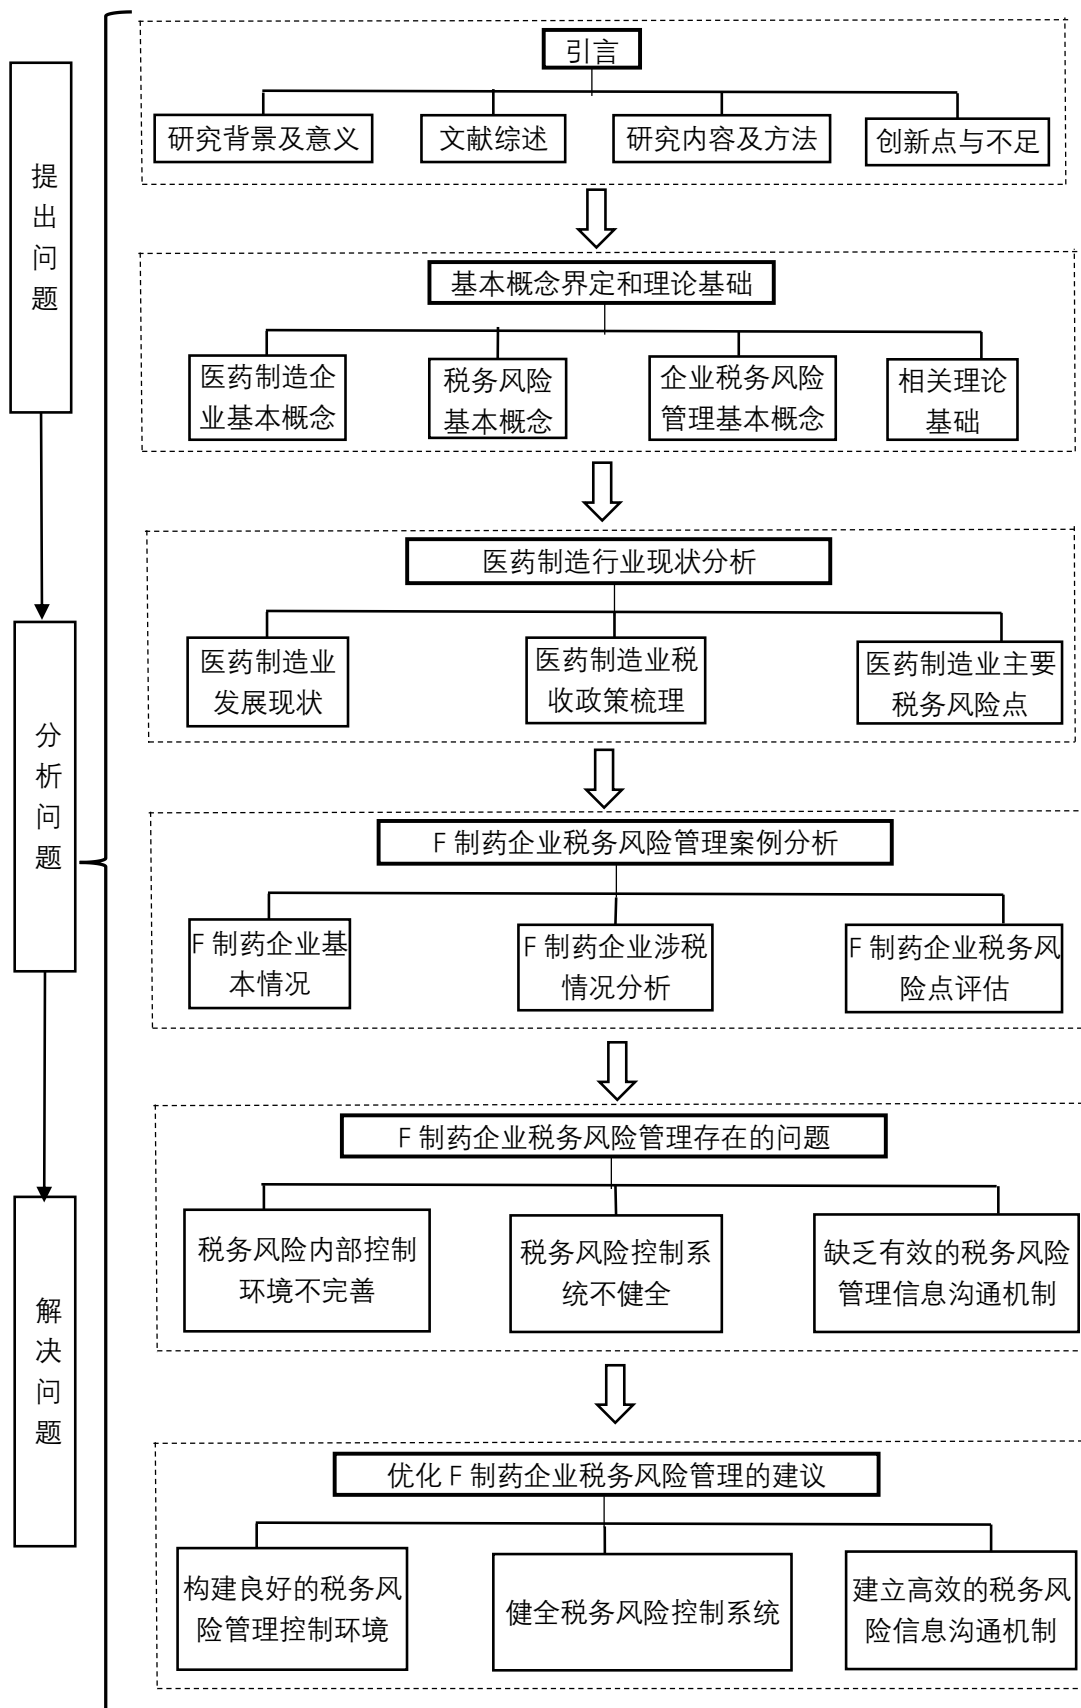 提出问题
分析问题
解决问题
引言
研究背景及意义
文献综述
研究内容及方法
创新点与不足
基本概念界定和理论基础
医药制造企
业基本概念
税务风险
基本概念
企业税务风险
管理基本概念
相关理论
基础
医药制造行业现状分析
医药制造业
发展现状
医药制造业税
收政策梳理
医药制造业主要
税务风险点
F 制药企业税务风险管理案例分析
F 制药企业基
本情况
F 制药企业涉税
情况分析
F 制药企业税务风
险点评估
F 制药企业税务风险管理存在的问题
税务风险内部控制
环境不完善
税务风险控制系
统不健全
缺乏有效的税务风险
管理信息沟通机制
优化 F 制药企业税务风险管理的建议
构建良好的税务风
险管理控制环境
健全税务风险控制系统
建立高效的税务风
险信息沟通机制